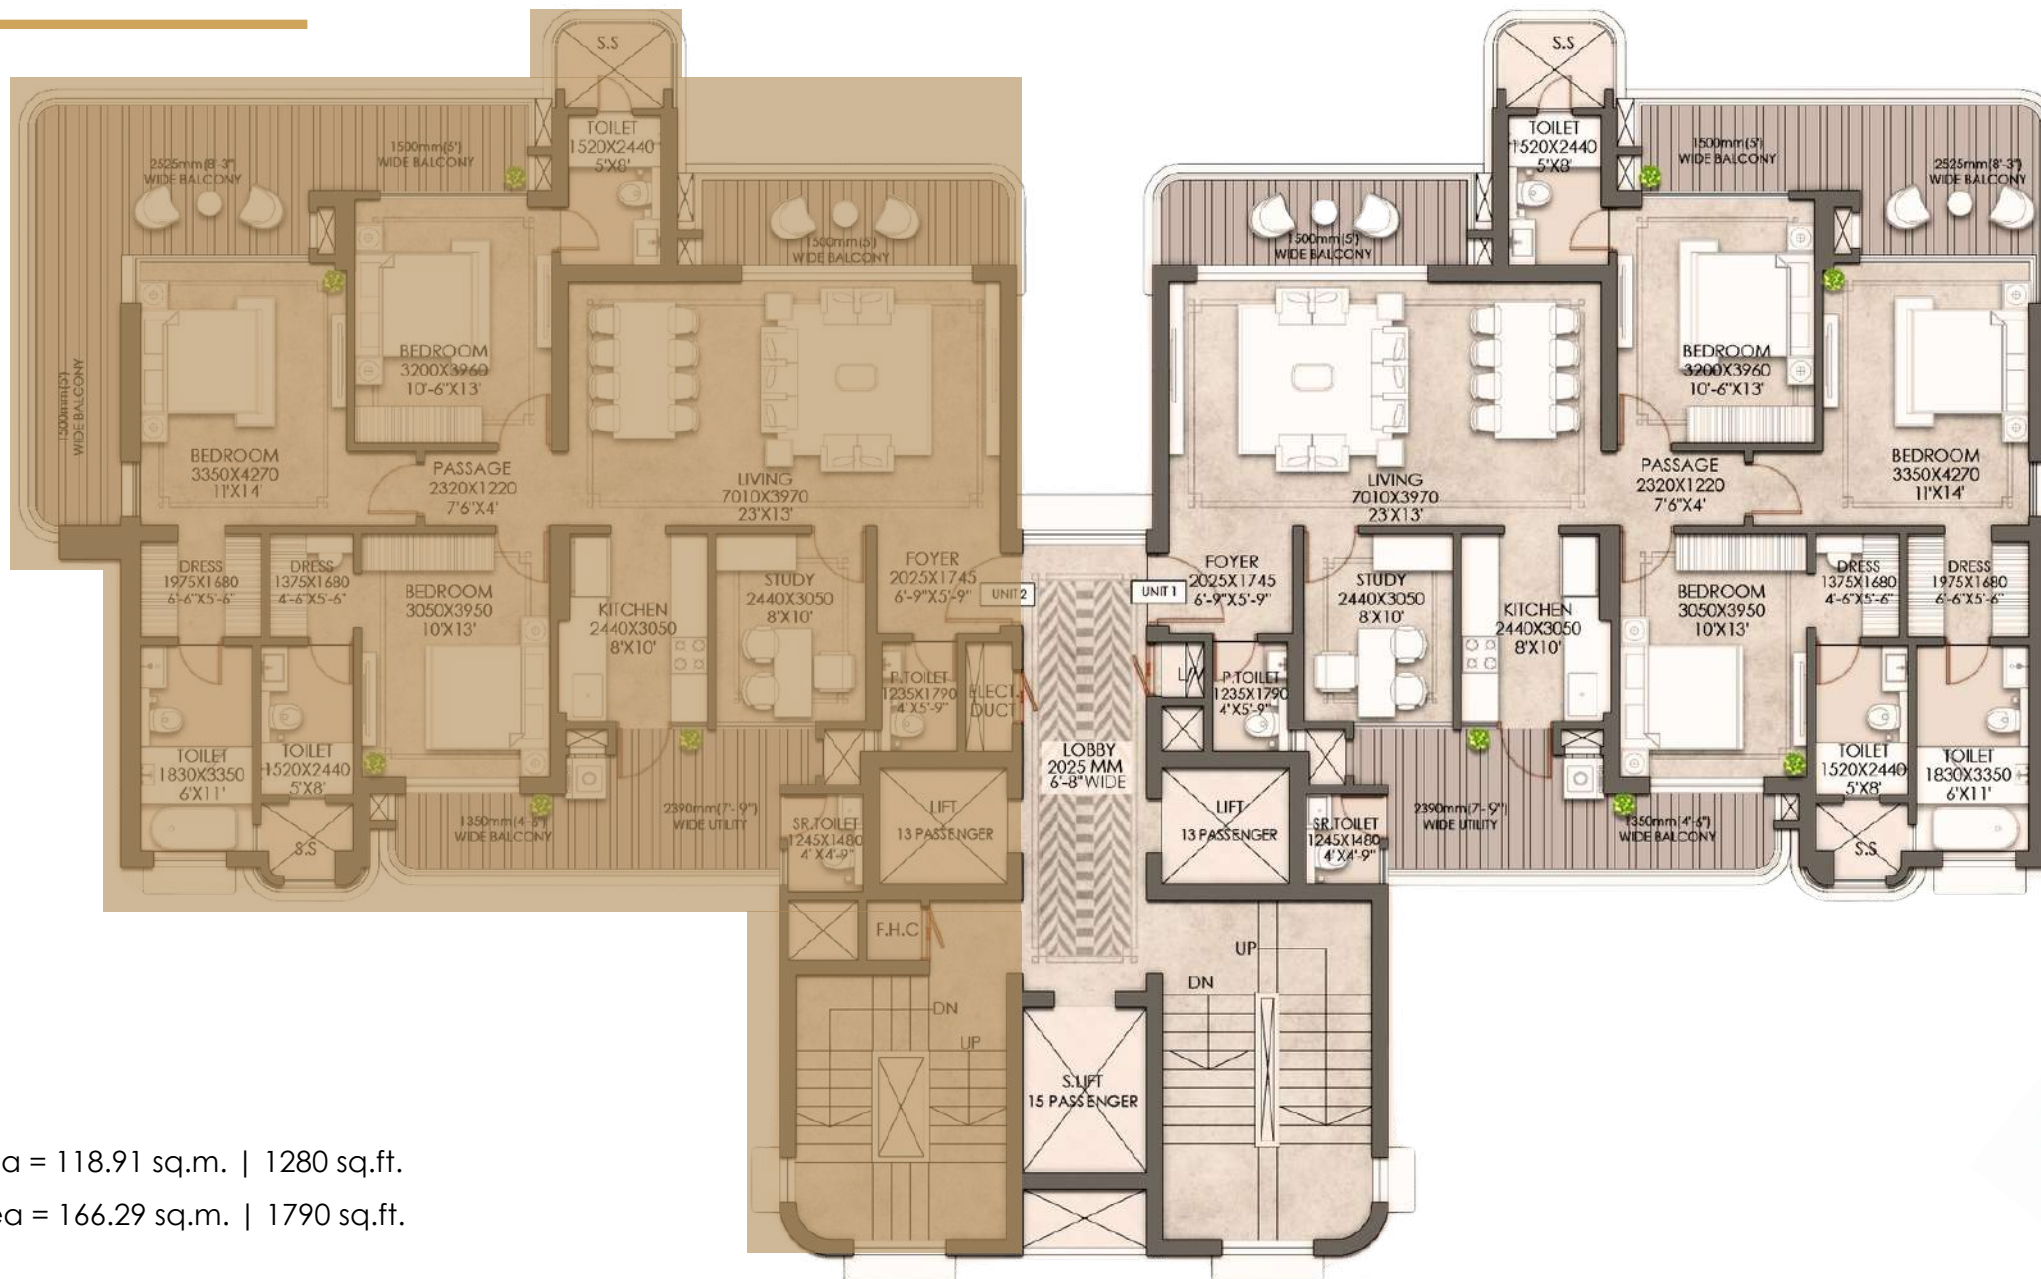 S.S
TOILET
1520X2440
5'X8'
1500mm(5')
WIDE BALCONY
2525mm(8'-3")
WIDE BALCONY
1500mm(5')
WIDE BALCONY
1500mm(5')
WIDE BALCONY
BEDROOM
3200X3960
10'-6"X13'
BEDROOM
3350X4270
11'X14'
PASSAGE
2320X1220
7'6"X4'
LIVING
7010X3970
23'X13'
DRESS
1975X1680
6'-6"X5'-6"
DRESS
1375X1680
4'-6"X5'-6"
BEDROOM
3050X3950
10'X13'
KITCHEN
2440X3050
8'X10'
STUDY
2440X3050
8'X10'
FOYER
2025X1745
6'-9"X5'-9"
UNIT 2
P.TOILET
1235X1790
4'X5'-9"
ELECT.
DUCT
TOILET
1830X3350
6'X11'
TOILET
1520X2440
5'X8'
S.S
1350mm(4'-6")
WIDE BALCONY
2390mm(7'-9")
WIDE UTILITY
SR.TOILET
1245X1480
4'X4'-9"
LIFT
13 PASSENGER
F.H.C
DN
UP
LOBBY
2025 MM
6'-8" WIDE
S.LIFT
15 PASSENGER
S.S
TOILET
1520X2440
5'X8'
1500mm(5')
WIDE BALCONY
2525mm(8'-3")
WIDE BALCONY
1500mm(5')
WIDE BALCONY
BEDROOM
3200X3960
10'-6"X13'
BEDROOM
3350X4270
11'X14'
PASSAGE
2320X1220
7'6"X4'
LIVING
7010X3970
23'X13'
UNIT 1
FOYER
2025X1745
6'-9"X5'-9"
STUDY
2440X3050
8'X10'
KITCHEN
2440X3050
8'X10'
BEDROOM
3050X3950
10'X13'
DRESS
1375X1680
4'-6"X5'-6"
DRESS
1975X1680
6'-6"X5'-6"
P.TOILET
1235X1790
4'X5'-9"
LIFT
13 PASSENGER
SR.TOILET
1245X1480
4'X4'-9"
2390mm(7'-9")
WIDE UTILITY
1350mm(4'-6")
WIDE BALCONY
TOILET
1520X2440
5'X8'
TOILET
1830X3350
6'X11'
S.S
UP
DN
a = 118.91 sq.m. | 1280 sq.ft.
ea = 166.29 sq.m. | 1790 sq.ft.